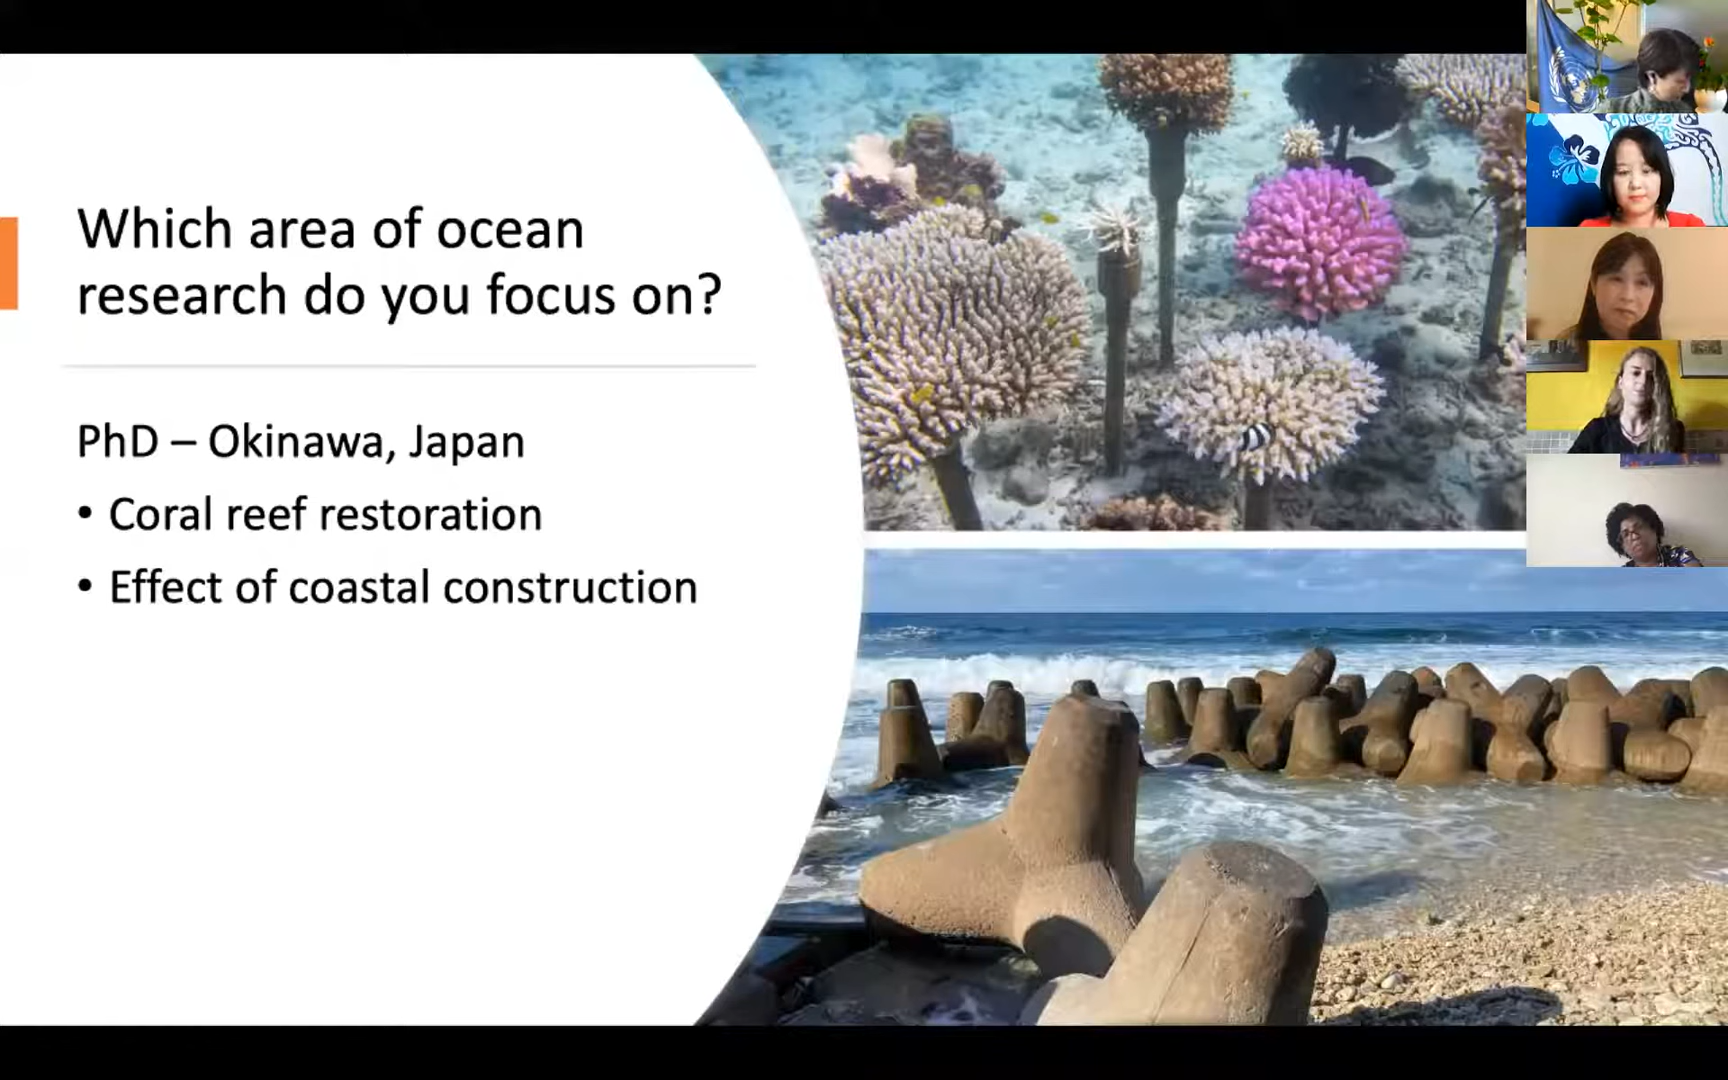 Which area of ocean
research do you focus on?
PhD – Okinawa, Japan
• Coral reef restoration
• Effect of coastal construction